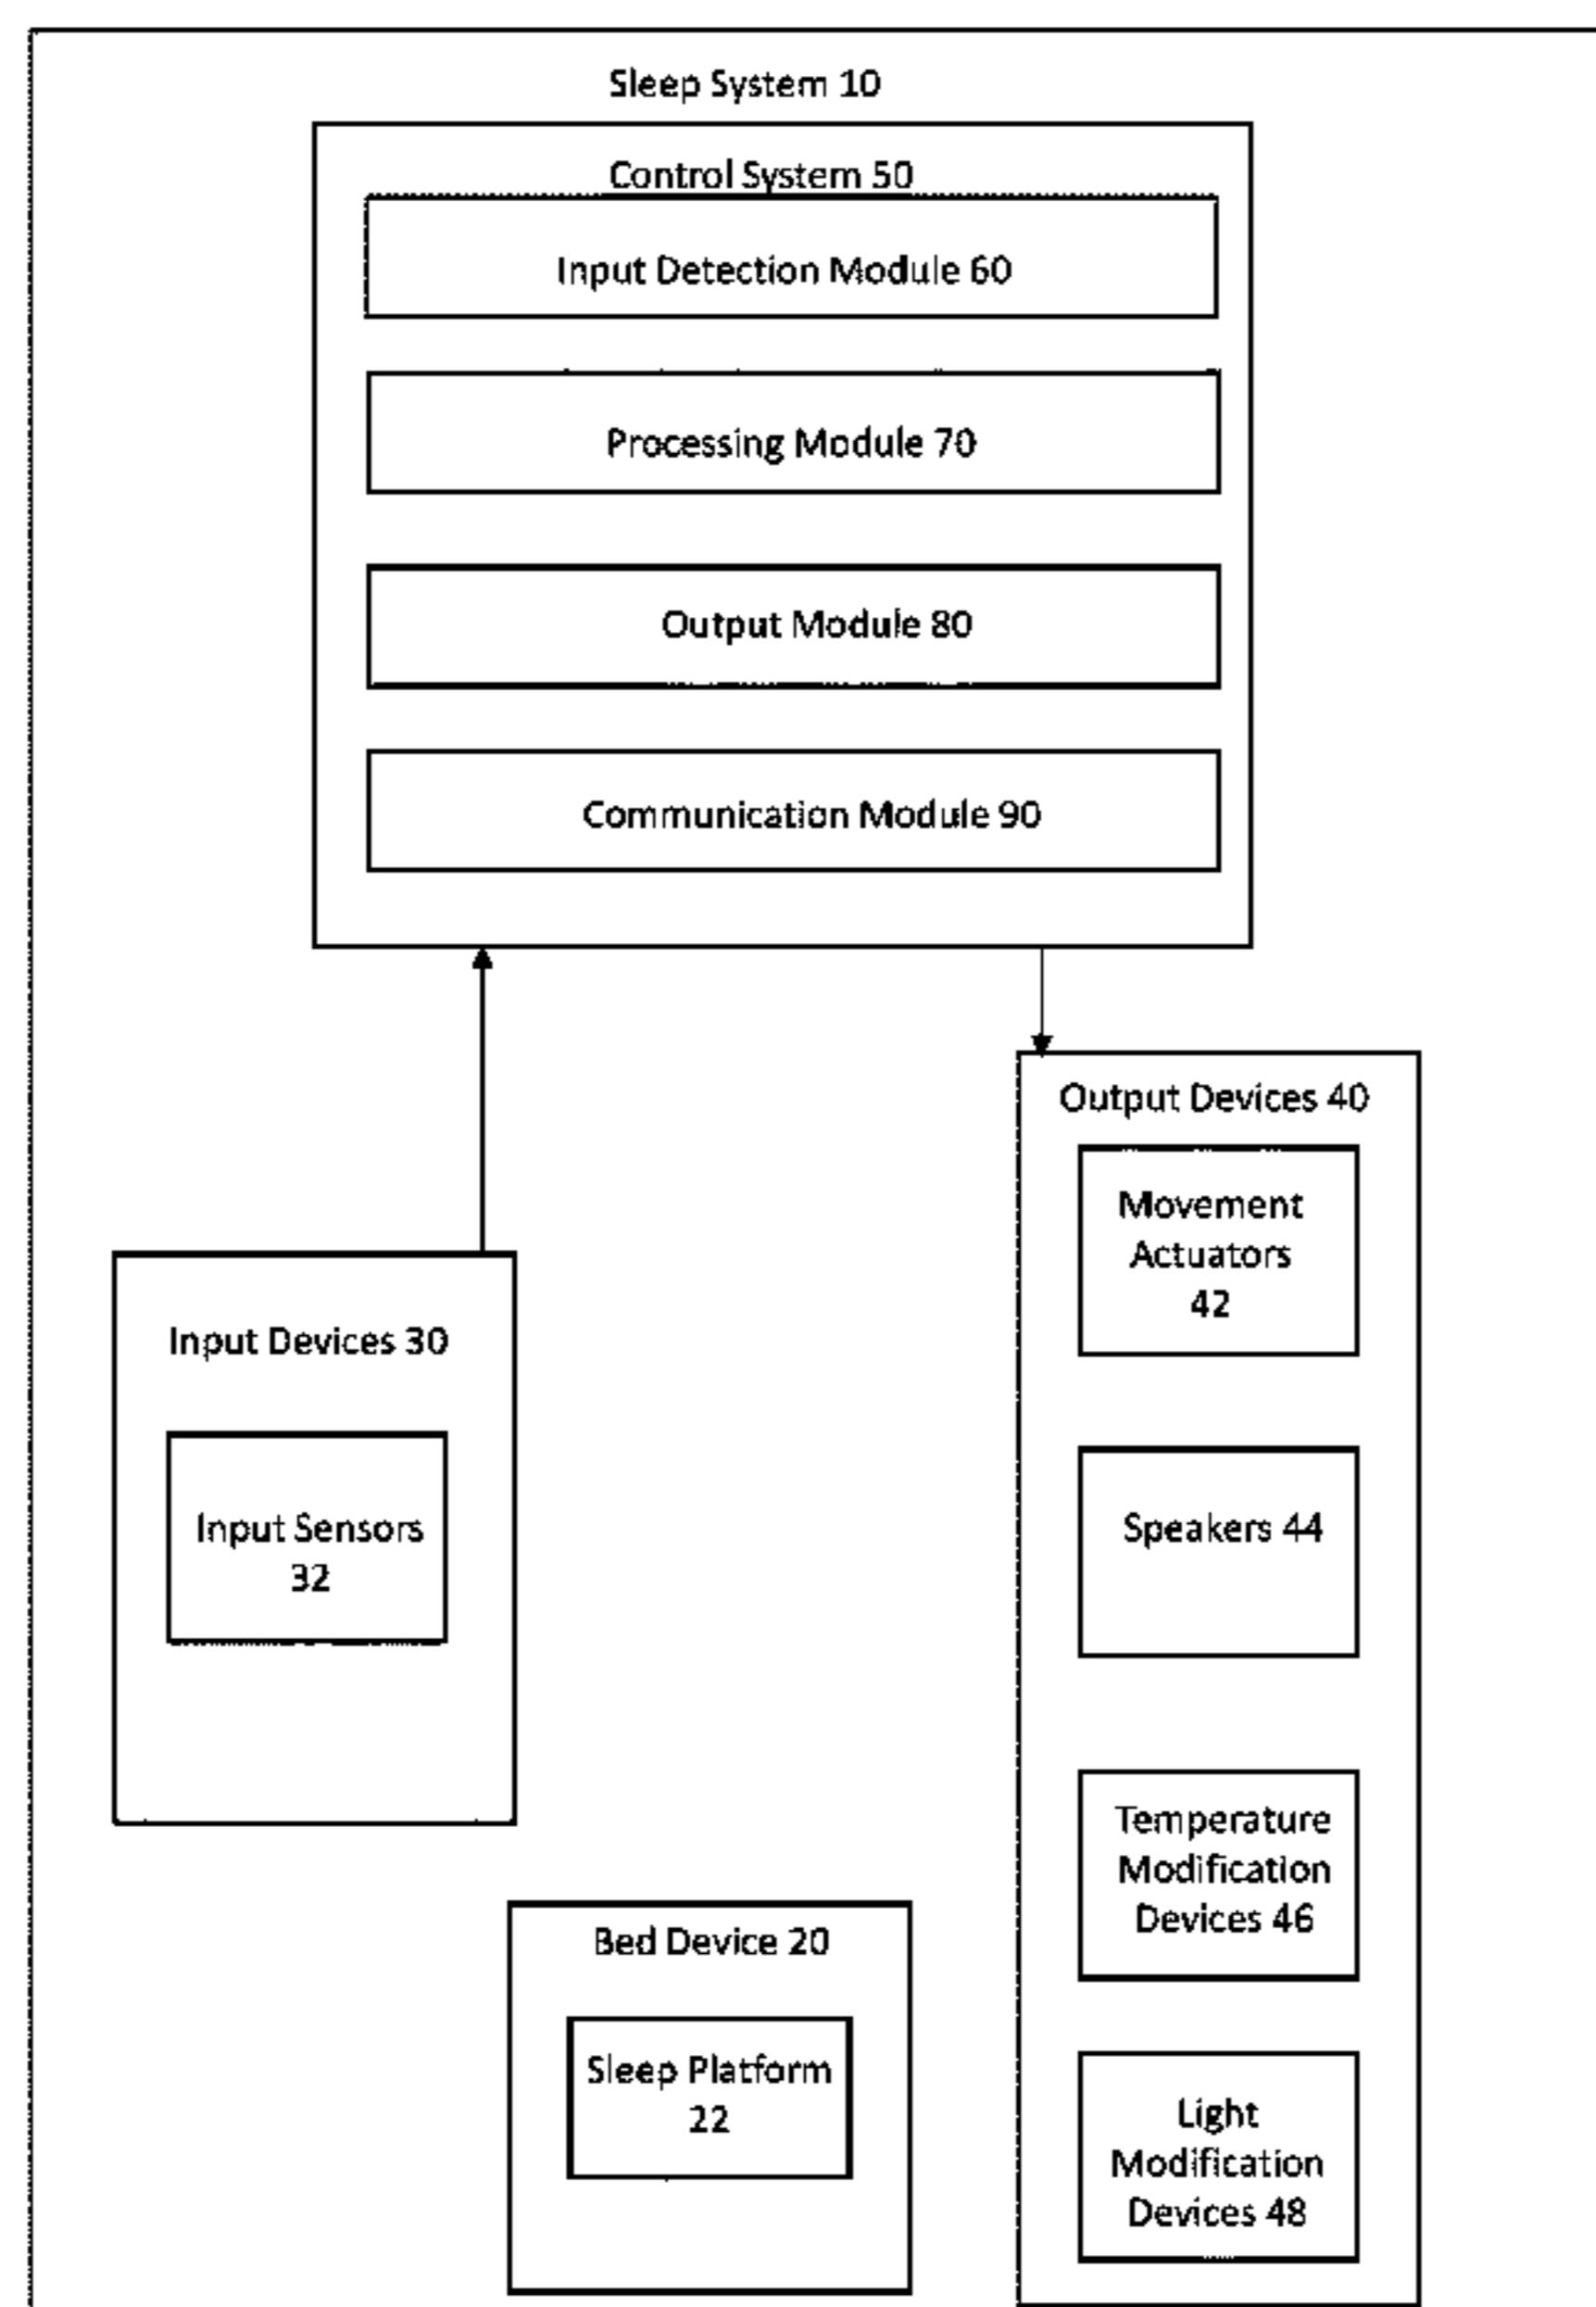 Sleep System 10
Control System 50
Input Detection Module 60
Processing Module 70
Output Module 80
Communication Module 90
Output Devices 40
Movement
Actuators
42
Input Devices 30
Input Sensors
32
Speakers 44
Temperature
Modification
Devices 46
Bed Device 20
Sleep Platform
22
Light
Modification
Devices 48